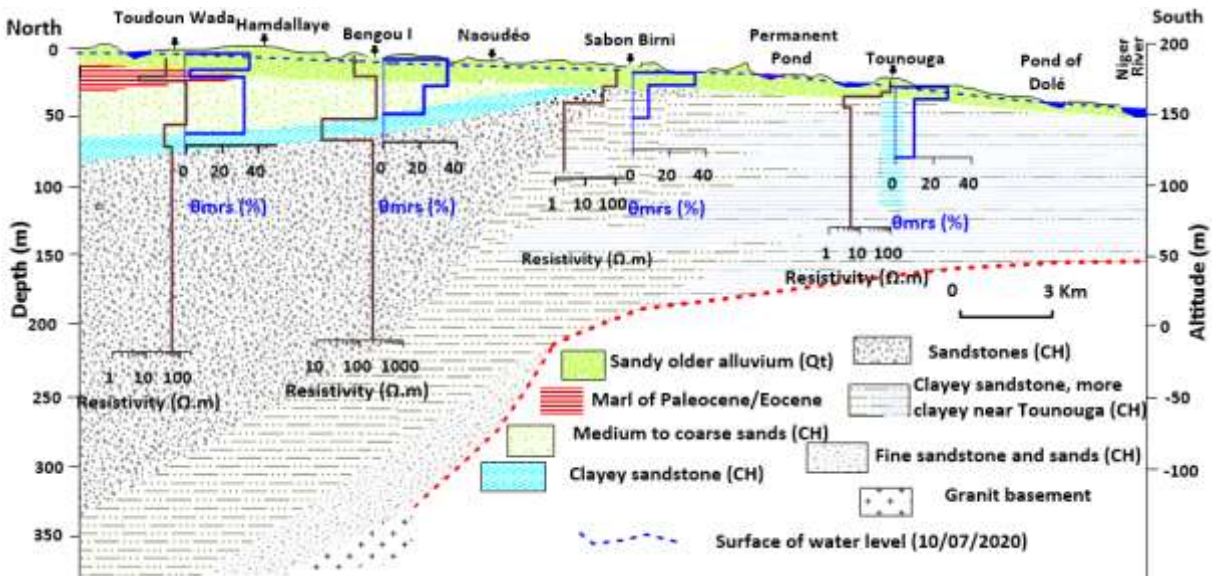 North
Toudoun Wada
Hamdallaye
Bengou I
Naoudéo
Sabon Birni
Permanent
Pond
Tounouga
Pond of
Dolé
Niger
River
South
0
50
100
150
200
250
300
350
Depth (m)
200
150
100
50
0
-50
-100
Altitude (m)
0 20 40
θmrs (%)
0 20 40
θmrs (%)
0 20 40
θmrs (%)
0 20 40
θmrs (%)
1 10 100
Resistivity (Ω.m)
10 100 1000
Resistivity (Ω.m)
1 10 100
Resistivity (Ω.m)
1 10 100
Resistivity (Ω.m)
0 3 Km
Sandy older alluvium (Qt)
Marl of Paleocene/Eocene
Medium to coarse sands (CH)
Clayey sandstone (CH)
Sandstones (CH)
Clayey sandstone, more
clayey near Tounouga (CH)
Fine sandstone and sands (CH)
Granit basement
Surface of water level (10/07/2020)